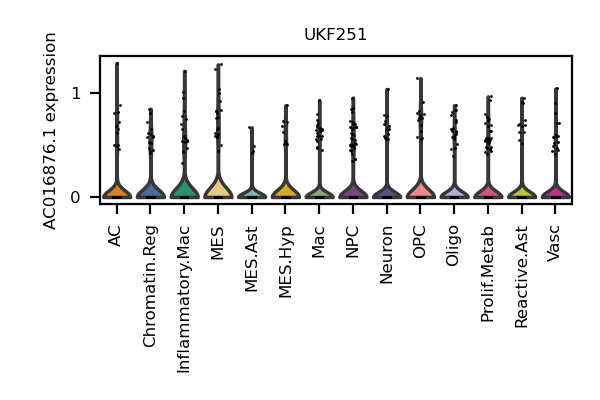 UKF251
AC016876.1 expression
1
0
AC
Chromatin.Reg
Inflammatory.Mac
MES
MES.Ast
MES.Hyp
Mac
NPC
Neuron
OPC
Oligo
Prolif.Metab
Reactive.Ast
Vasc